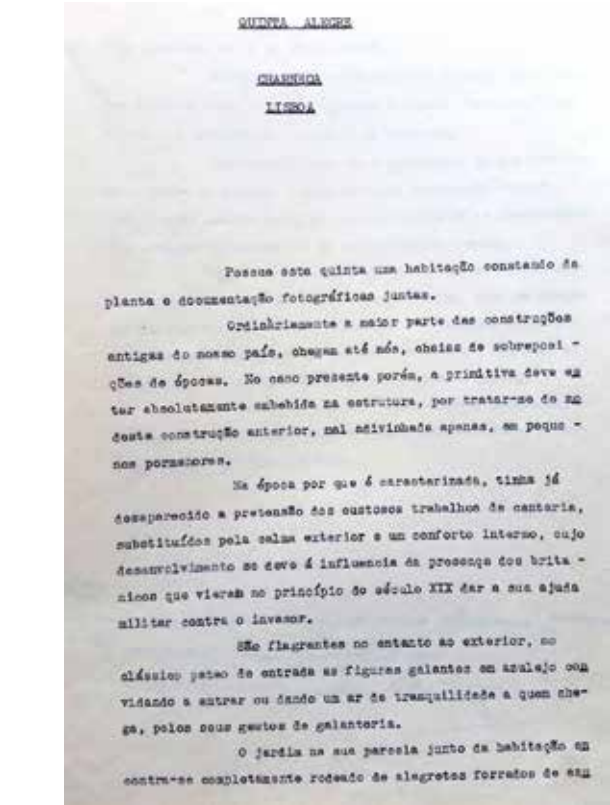 QUINTA ALEGRE
CHARNECA
LISBOA
Possue esta quinta uma habitação constando da
planta e documentação fotográficas juntas.
Ordinàriamente a maior parte das construções
antigas do nosso país, chegam até nós, cheias de sobreposi -
ções de épocas. No caso presente porém, a primitiva deve es
tar absolutamente embebida na estrutura, por tratar-se de mo
desta construção anterior, mal adivinhada apenas, em peque -
nos pormenores.
Na época por que é caracterizada, tinha já
desaparecido a pretensão dos custosos trabalhos de cantaria,
substituídos pela calma exterior e um conforto interno, cujo
desenvolvimento se deve á influencia da presença dos brita -
nicos que vieram no princípio do século XIX dar a sua ajuda
militar contra o invasor.
São flagrantes no entanto ao exterior, no
clássico pateo de entrada as figuras galantes em azulejo con
vidando a entrar ou dando um ar de tranquilidade a quem che-
ga, pelos seus gestos de galantaria.
O jardim na sua parcela junto da habitação en
contra-se completamente rodeado de alegretes forrados de azu